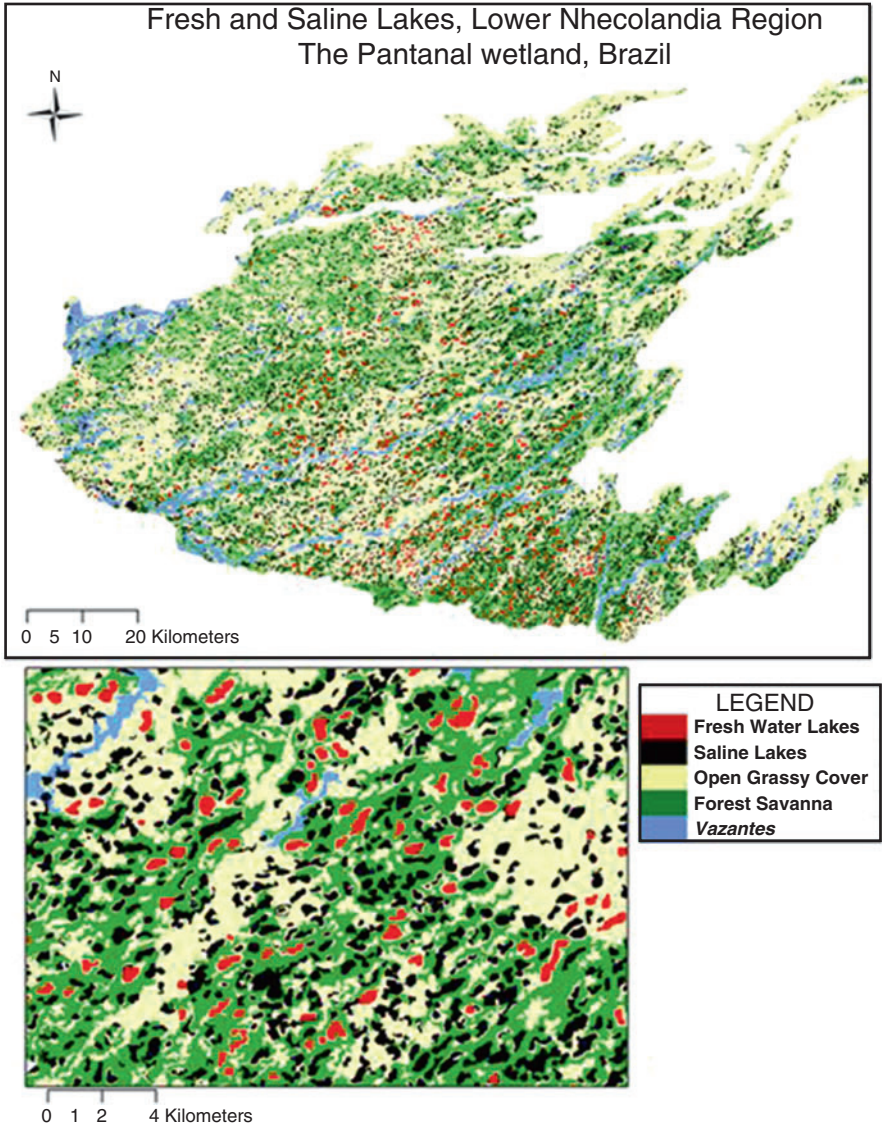 Fresh and Saline Lakes, Lower Nhecolandia Region
The Pantanal wetland, Brazil
N
0 5 10 20 Kilometers
LEGEND
Fresh Water Lakes
Saline Lakes
Open Grassy Cover
Forest Savanna
Vazantes
0 1 2 4 Kilometers